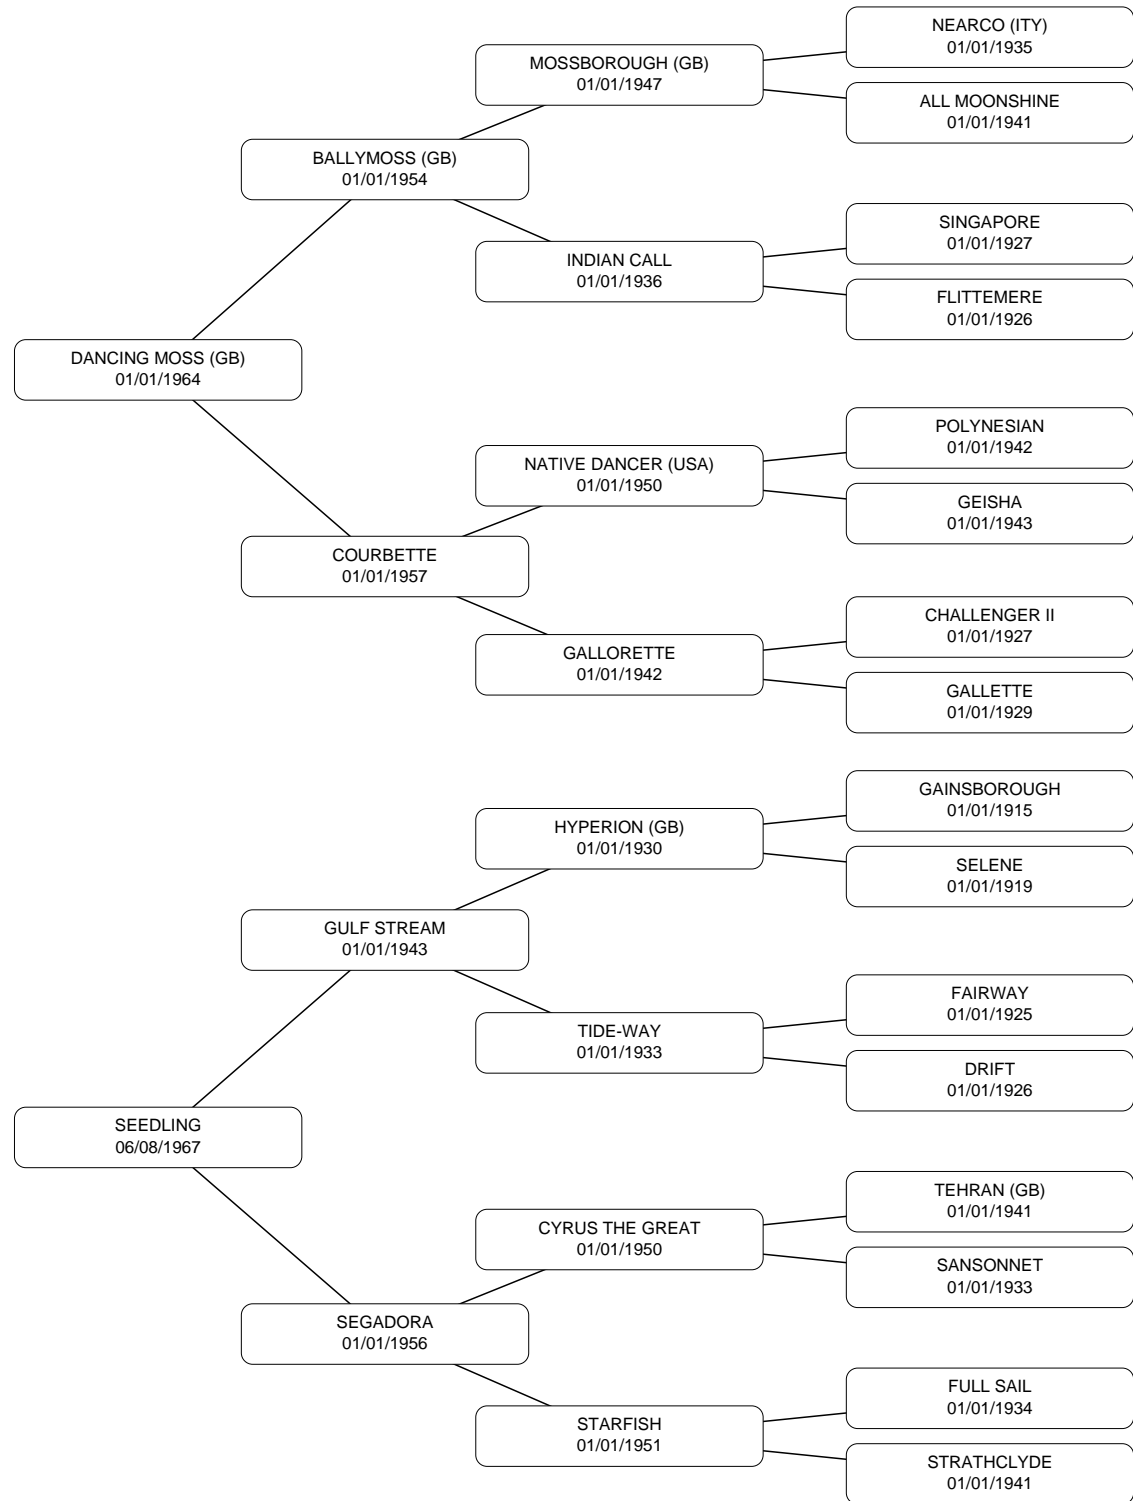 NEARCO (ITY)
01/01/1935
MOSSBOROUGH (GB)
01/01/1947
ALL MOONSHINE
01/01/1941
BALLYMOSS (GB)
01/01/1954
SINGAPORE
01/01/1927
INDIAN CALL
01/01/1936
FLITTEMERE
01/01/1926
DANCING MOSS (GB)
01/01/1964
POLYNESIAN
01/01/1942
NATIVE DANCER (USA)
01/01/1950
GEISHA
01/01/1943
COURBETTE
01/01/1957
CHALLENGER II
01/01/1927
GALLORETTE
01/01/1942
GALLETTE
01/01/1929
GAINSBOROUGH
01/01/1915
HYPERION (GB)
01/01/1930
SELENE
01/01/1919
GULF STREAM
01/01/1943
FAIRWAY
01/01/1925
TIDE-WAY
01/01/1933
DRIFT
01/01/1926
SEEDLING
06/08/1967
TEHRAN (GB)
01/01/1941
CYRUS THE GREAT
01/01/1950
SANSONNET
01/01/1933
SEGADORA
01/01/1956
FULL SAIL
01/01/1934
STARFISH
01/01/1951
STRATHCLYDE
01/01/1941